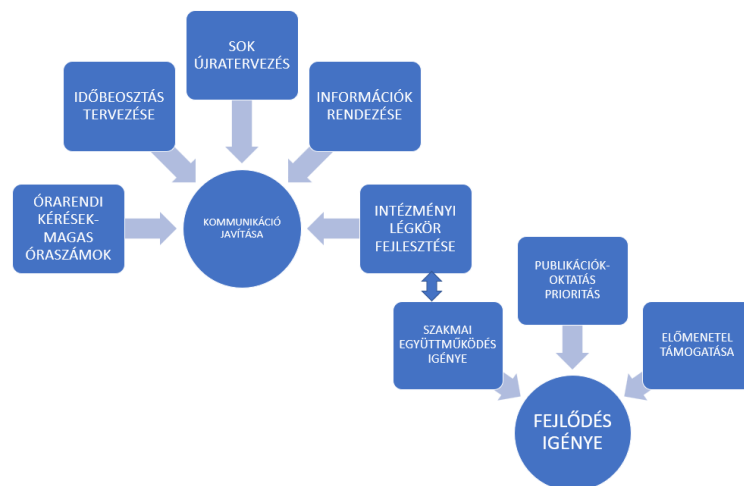 SOK
ÚJRATERVEZÉS
IDŐBEOSZTÁS
TERVEZÉSE
INFORMÁCIÓK
RENDEZÉSE
ÓRARENDI
KÉRÉSEK-
MAGAS
ÓRASZÁMOK
KOMMUNIKÁCIÓ
JAVÍTÁSA
INTÉZMÉNYI
LÉGKÖR
FEJLESZTÉSE
PUBLIKÁCIÓK-
OKTATÁS
PRIORITÁS
SZAKMAI
EGYÜTTMŰKÖDÉS
IGÉNYE
ELŐMENETEL
TÁMOGATÁSA
FEJLŐDÉS
IGÉNYE